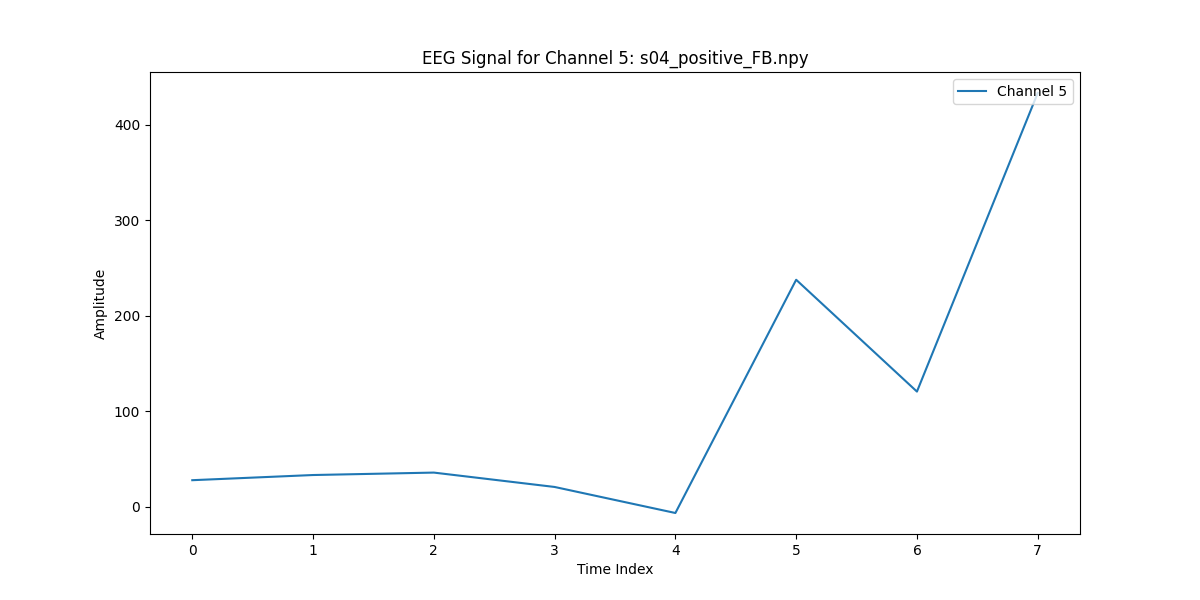 EEG Signal for Channel 5: s04_positive_FB.npy
Channel 5
400
300
200
100
0
Amplitude
0 1 2 3 4 5 6 7
Time Index